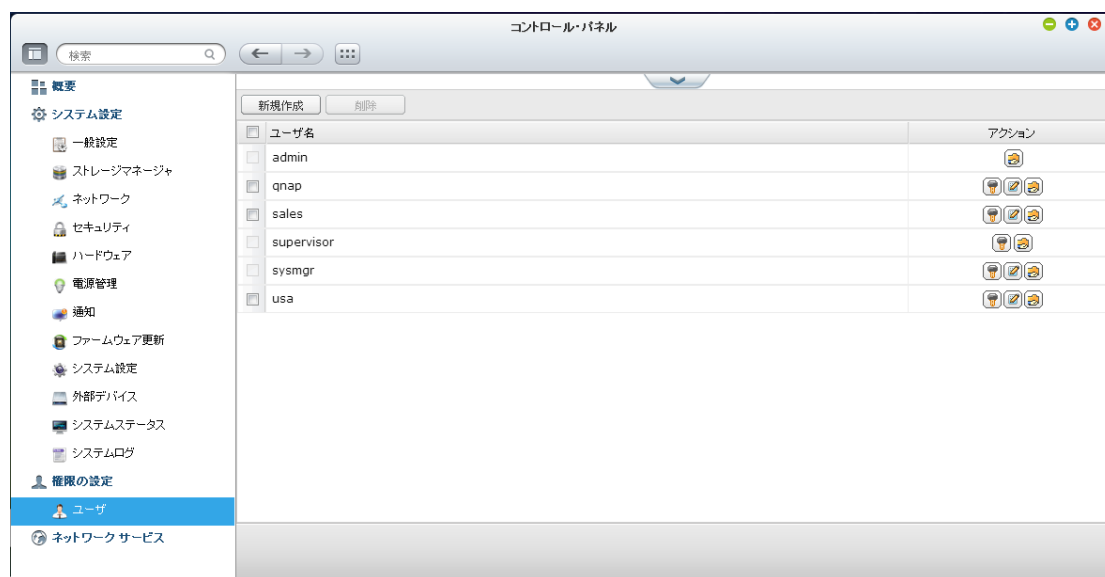 コントロール・パネル
検索
概要
システム設定
一般設定
ストレージマネージャ
ネットワーク
セキュリティ
ハードウェア
電源管理
通知
ファームウェア更新
システム設定
外部デバイス
システムステータス
システムログ
権限の設定
ユーザ
ネットワーク サービス
新規作成 削除
ユーザ名 アクション
admin
qnap
sales
supervisor
sysmgr
usa